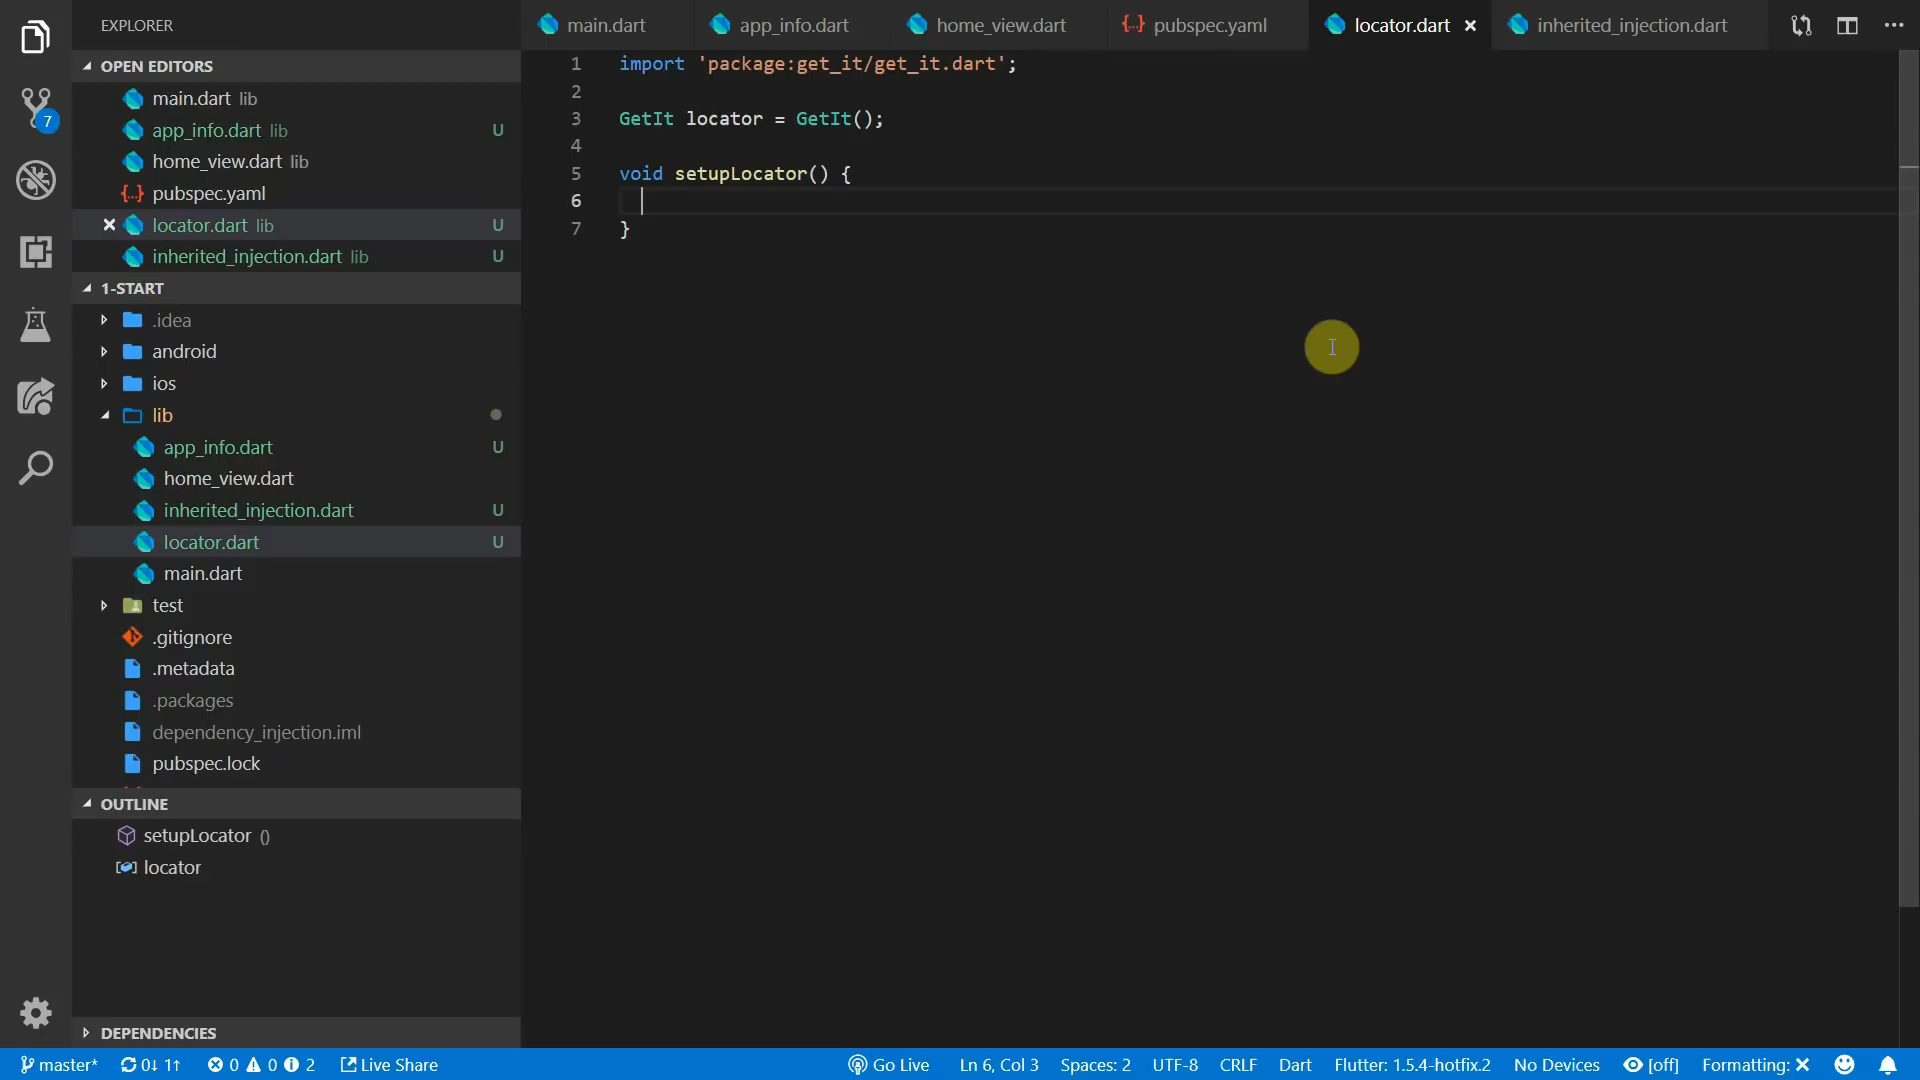 EXPLORER
OPEN EDITORS
main.dart lib
app_info.dart lib U
home_view.dart lib
pubspec.yaml
locator.dart lib U
inherited_injection.dart lib U
1-START
.idea
android
ios
lib
app_info.dart U
home_view.dart
inherited_injection.dart U
locator.dart U
main.dart
test
.gitignore
.metadata
.packages
dependency_injection.iml
pubspec.lock
OUTLINE
setupLocator ()
locator
DEPENDENCIES
7
main.dart app_info.dart home_view.dart pubspec.yaml locator.dart inherited_injection.dart
1 import 'package:get_it/get_it.dart';
2
3 GetIt locator = GetIt();
4
5 void setupLocator() {
6
7 }
master* 0↓ 1↑ 0 0 2 Live Share Go Live Ln 6, Col 3 Spaces: 2 UTF-8 CRLF Dart Flutter: 1.5.4-hotfix.2 No Devices [off] Formatting: ✕